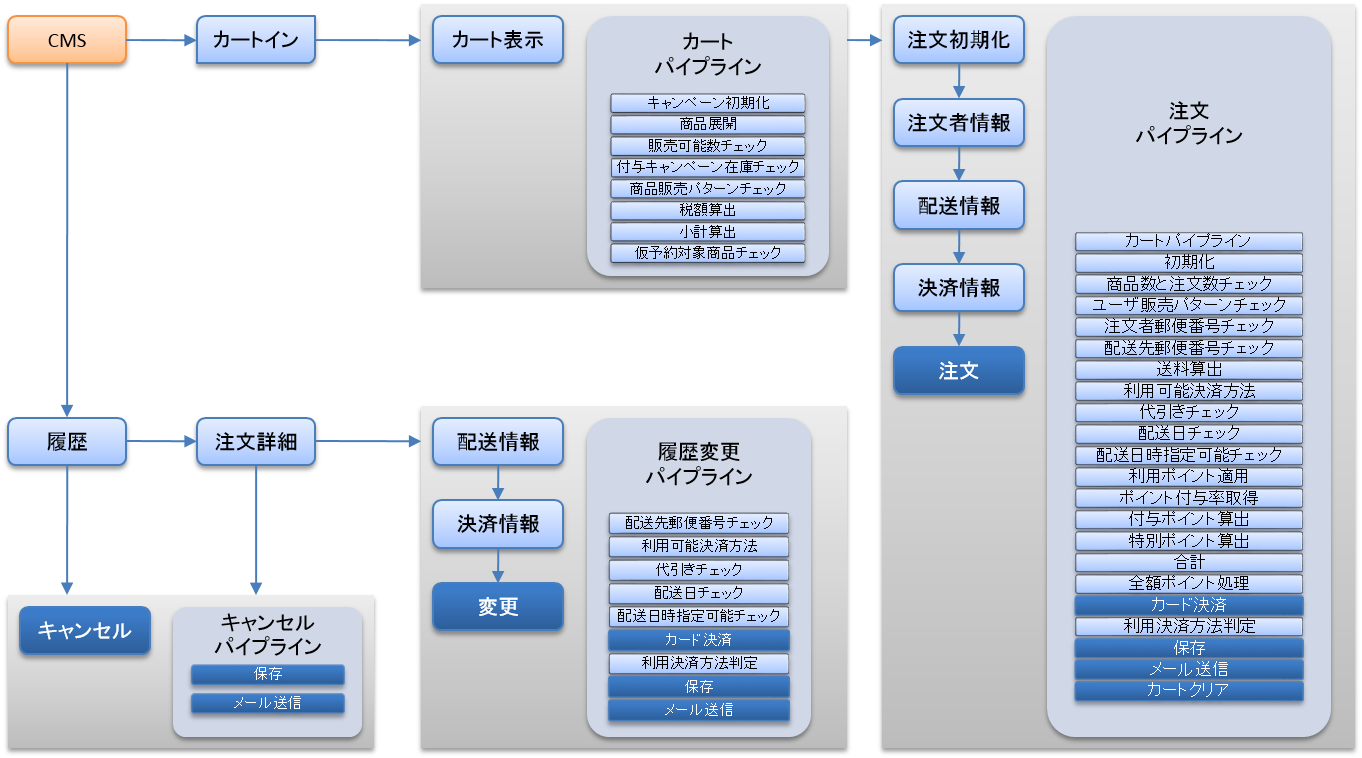 CMS
カートイン
カート表示
カート
パイプライン
キャンペーン初期化
商品展開
販売可能数チェック
付与キャンペーン在庫チェック
商品販売パターンチェック
税額算出
小計算出
仮予約対象商品チェック
注文初期化
注文者情報
配送情報
決済情報
注文
注文
パイプライン
カートパイプライン
初期化
商品数と注文数チェック
ユーザ販売パターンチェック
注文者郵便番号チェック
配送先郵便番号チェック
送料算出
利用可能決済方法
代引きチェック
配送日チェック
配送日時指定可能チェック
利用ポイント適用
ポイント付与率取得
付与ポイント算出
特別ポイント算出
合計
全額ポイント処理
カード決済
利用決済方法判定
保存
メール送信
カートクリア
履歴
注文詳細
配送情報
決済情報
変更
履歴変更
パイプライン
配送先郵便番号チェック
利用可能決済方法
代引きチェック
配送日チェック
配送日時指定可能チェック
カード決済
利用決済方法判定
保存
メール送信
キャンセル
キャンセル
パイプライン
保存
メール送信